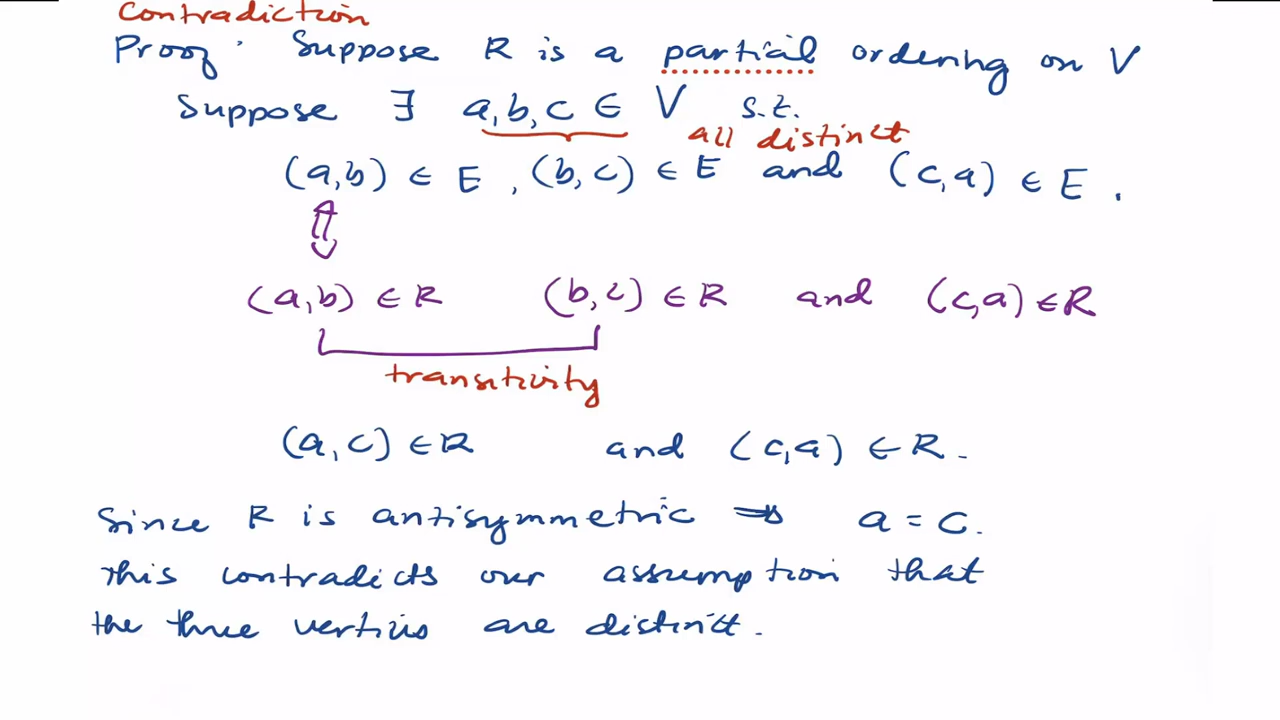 Contradiction
Proof: Suppose R is a partial ordering on V
Suppose ∃ a,b,c ∈ V s.t.
all distinct
(a,b) ∈ E, (b,c) ∈ E and (c,a) ∈ E.
⇕
(a,b) ∈ R (b,c) ∈ R and (c,a) ∈ R
transitivity
(a,c) ∈ R and (c,a) ∈ R.
Since R is antisymmetric ⇒ a = c.
This contradicts our assumption that
the three vertices are distinct.